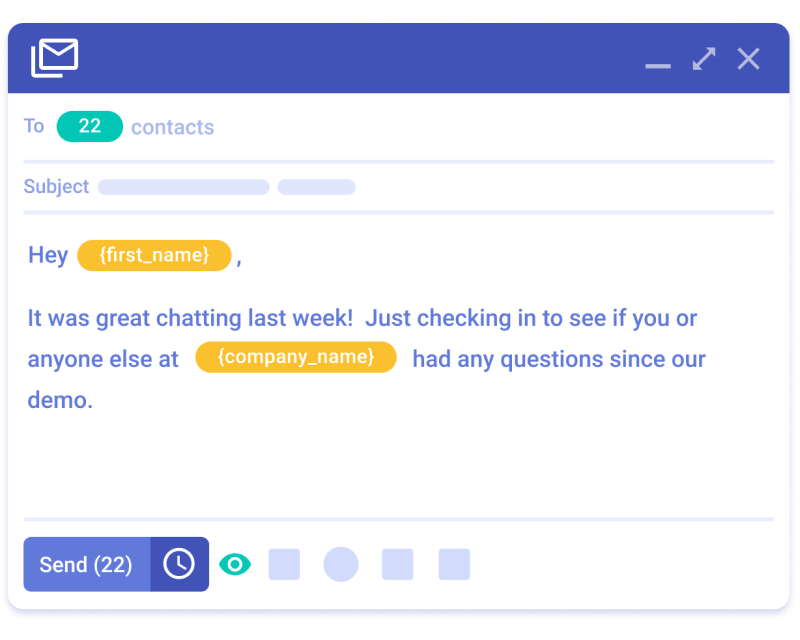 To 22 contacts
Subject
Hey {first_name} ,
It was great chatting last week! Just checking in to see if you or
anyone else at {company_name} had any questions since our
demo.
Send (22)